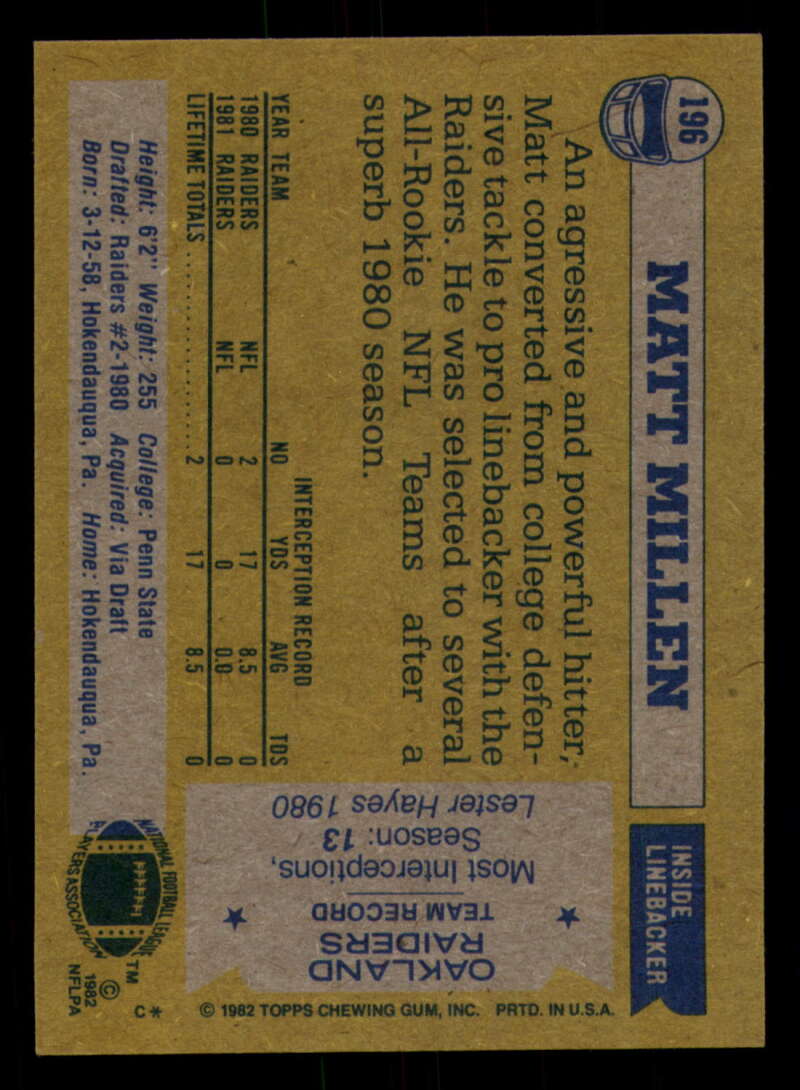 196
MATT MILLEN
INSIDE
LINEBACKER
An agressive and powerful hitter,
Matt converted from college defen-
sive tackle to pro linebacker with the
Raiders. He was selected to several
All-Rookie NFL Teams after a
superb 1980 season.
INTERCEPTION RECORD
YEAR TEAM NO YDS AVG TDS
1980 RAIDERS NFL 2 17 8.5 0
1981 RAIDERS NFL 0 0 0.0 0
LIFETIME TOTALS 2 17 8.5 0
Height: 6'2" Weight: 255 College: Penn State
Drafted: Raiders #2-1980 Acquired: Via Draft
Born: 3-12-58, Hokendauqua, Pa. Home: Hokendauqua, Pa.
OAKLAND
RAIDERS
TEAM RECORD
Most Interceptions,
Season: 13
Lester Hayes 1980
NATIONAL FOOTBALL LEAGUE
PLAYERS ASSOCIATION
TM
©
1982
NFLPA
C*
© 1982 TOPPS CHEWING GUM, INC. PRTD. IN U.S.A.